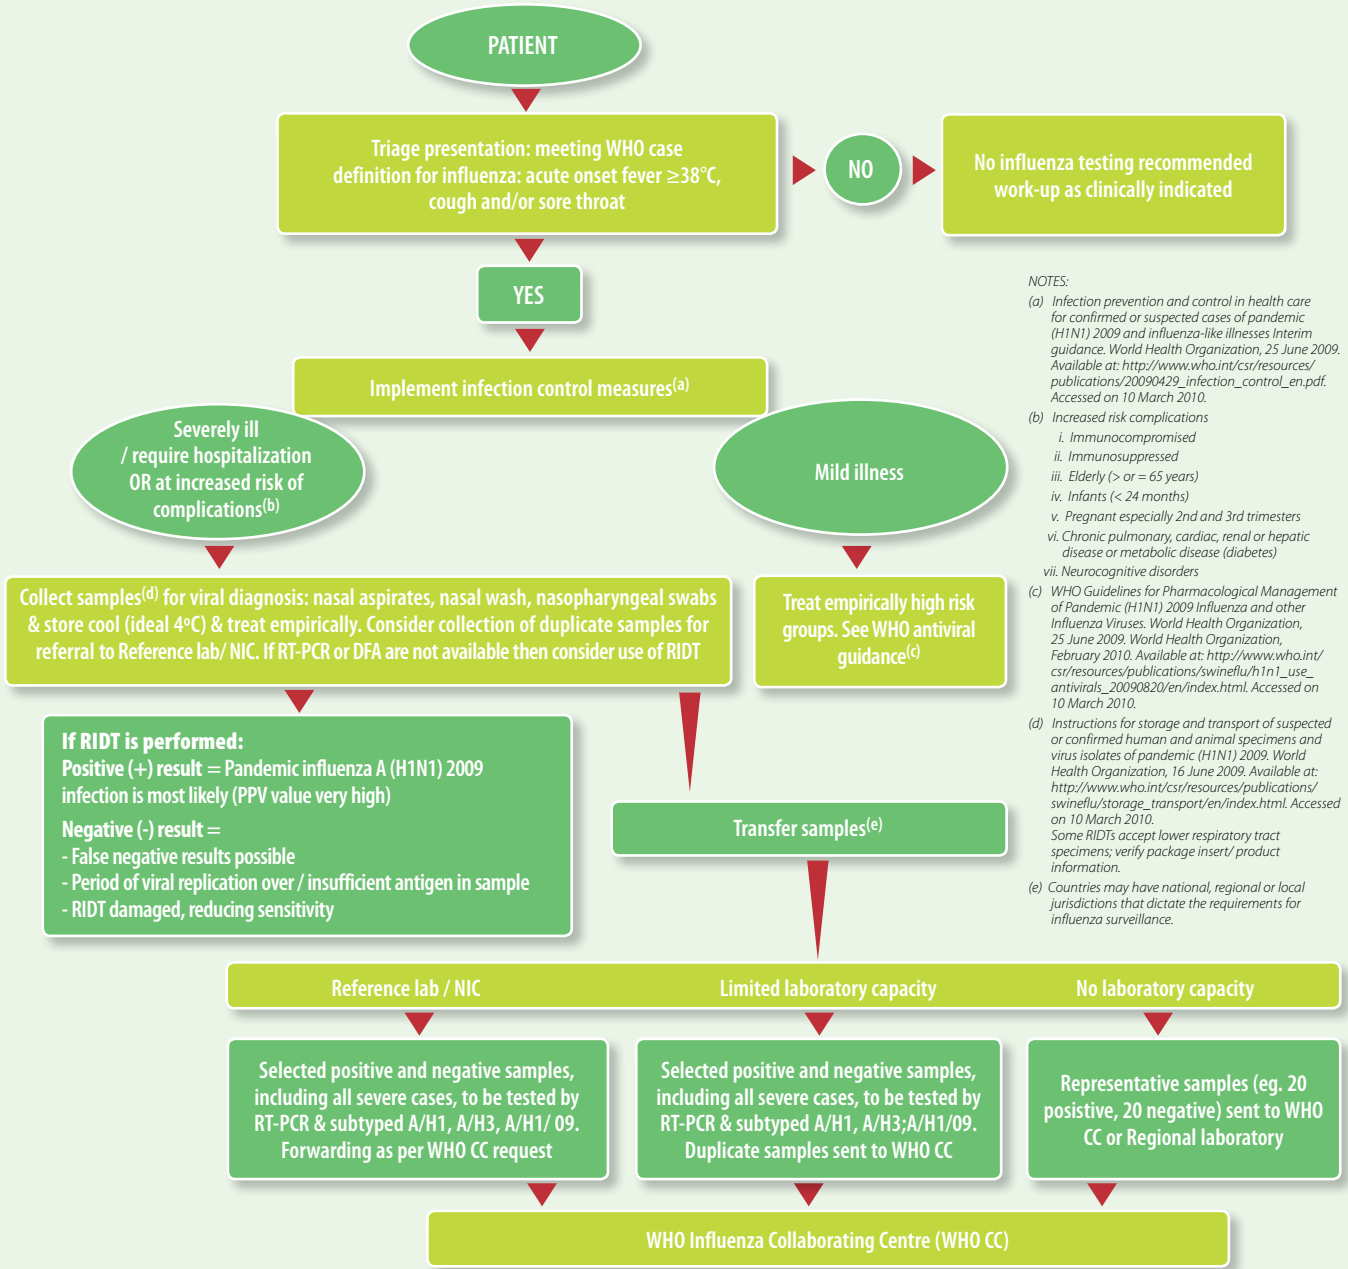 PATIENT
Triage presentation: meeting WHO case
definition for influenza: acute onset fever ≥38°C,
cough and/or sore throat
NO
No influenza testing recommended
work-up as clinically indicated
YES
Implement infection control measures(a)
Severely ill
/ require hospitalization
OR at increased risk of
complications(b)
Mild illness
Collect samples(d) for viral diagnosis: nasal aspirates, nasal wash, nasopharyngeal swabs
& store cool (ideal 4ºC) & treat empirically. Consider collection of duplicate samples for
referral to Reference lab/ NIC. If RT-PCR or DFA are not available then consider use of RIDT
Treat empirically high risk
groups. See WHO antiviral
guidance(c)
If RIDT is performed:
Positive (+) result = Pandemic influenza A (H1N1) 2009
infection is most likely (PPV value very high)
Negative (-) result =
- False negative results possible
- Period of viral replication over / insufficient antigen in sample
- RIDT damaged, reducing sensitivity
Transfer samples(e)
NOTES:
(a) Infection prevention and control in health care
for confirmed or suspected cases of pandemic
(H1N1) 2009 and influenza-like illnesses Interim
guidance. World Health Organization, 25 June 2009.
Available at: http://www.who.int/csr/resources/
publications/20090429_infection_control_en.pdf.
Accessed on 10 March 2010.
(b) Increased risk complications
i. Immunocompromised
ii. Immunosuppressed
iii. Elderly (> or = 65 years)
iv. Infants (< 24 months)
v. Pregnant especially 2nd and 3rd trimesters
vi. Chronic pulmonary, cardiac, renal or hepatic
disease or metabolic disease (diabetes)
vii. Neurocognitive disorders
(c) WHO Guidelines for Pharmacological Management
of Pandemic (H1N1) 2009 Influenza and other
Influenza Viruses. World Health Organization,
25 June 2009. World Health Organization,
February 2010. Available at: http://www.who.int/
csr/resources/publications/swineflu/h1n1_use_
antivirals_20090820/en/index.html. Accessed on
10 March 2010.
(d) Instructions for storage and transport of suspected
or confirmed human and animal specimens and
virus isolates of pandemic (H1N1) 2009. World
Health Organization, 16 June 2009. Available at:
http://www.who.int/csr/resources/publications/
swineflu/storage_transport/en/index.html. Accessed
on 10 March 2010.
Some RIDTs accept lower respiratory tract
specimens; verify package insert/ product
information.
(e) Countries may have national, regional or local
jurisdictions that dictate the requirements for
influenza surveillance.
Reference lab / NIC
Limited laboratory capacity
No laboratory capacity
Selected positive and negative samples,
including all severe cases, to be tested by
RT-PCR & subtyped A/H1, A/H3, A/H1/ 09.
Forwarding as per WHO CC request
Selected positive and negative samples,
including all severe cases, to be tested by
RT-PCR & subtyped A/H1, A/H3;A/H1/09.
Duplicate samples sent to WHO CC
Representative samples (eg. 20
posistive, 20 negative) sent to WHO
CC or Regional laboratory
WHO Influenza Collaborating Centre (WHO CC)